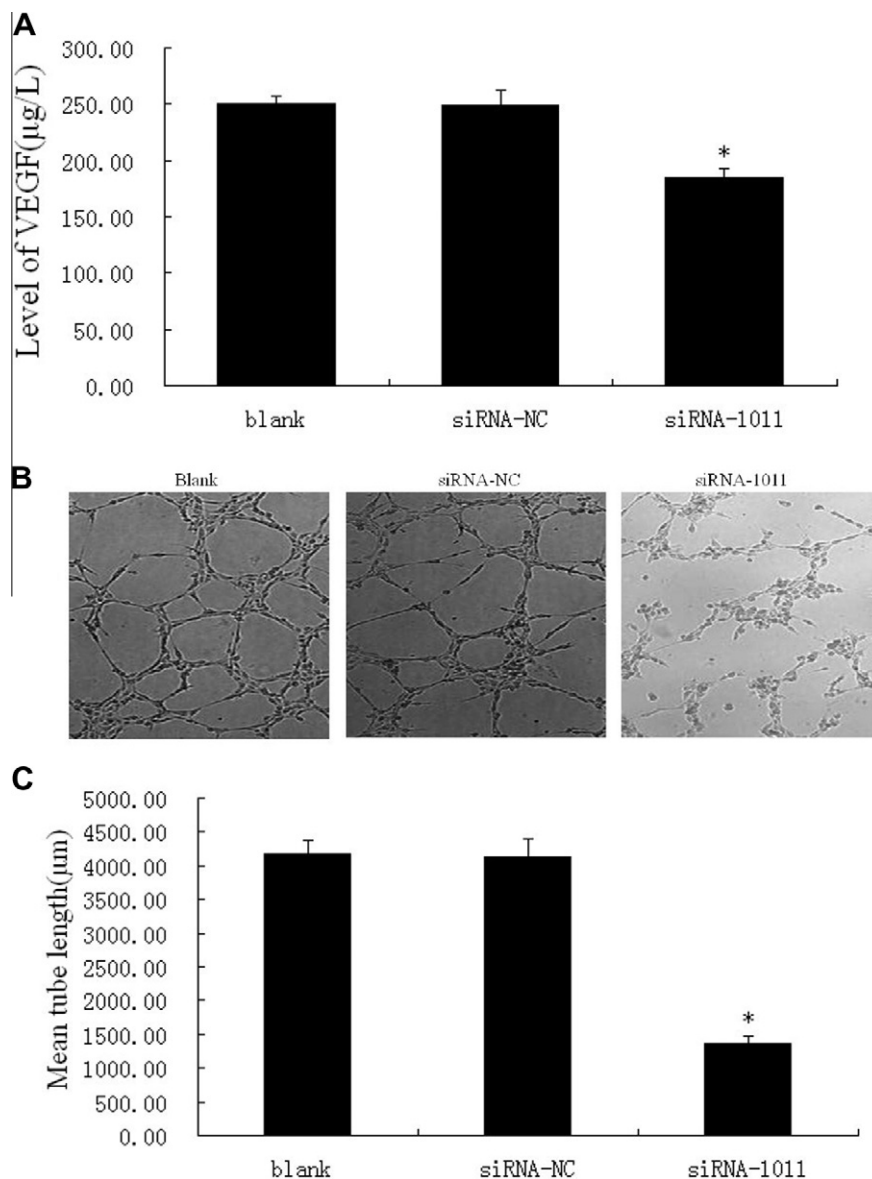 A
Level of VEGF(μg/L)
300.00
250.00
200.00
150.00
100.00
50.00
0.00
*
blank siRNA-NC siRNA-1011
B
Blank siRNA-NC siRNA-1011
C
Mean tube length(μm)
5000.00
4500.00
4000.00
3500.00
3000.00
2500.00
2000.00
1500.00
1000.00
500.00
0.00
*
blank siRNA-NC siRNA-1011